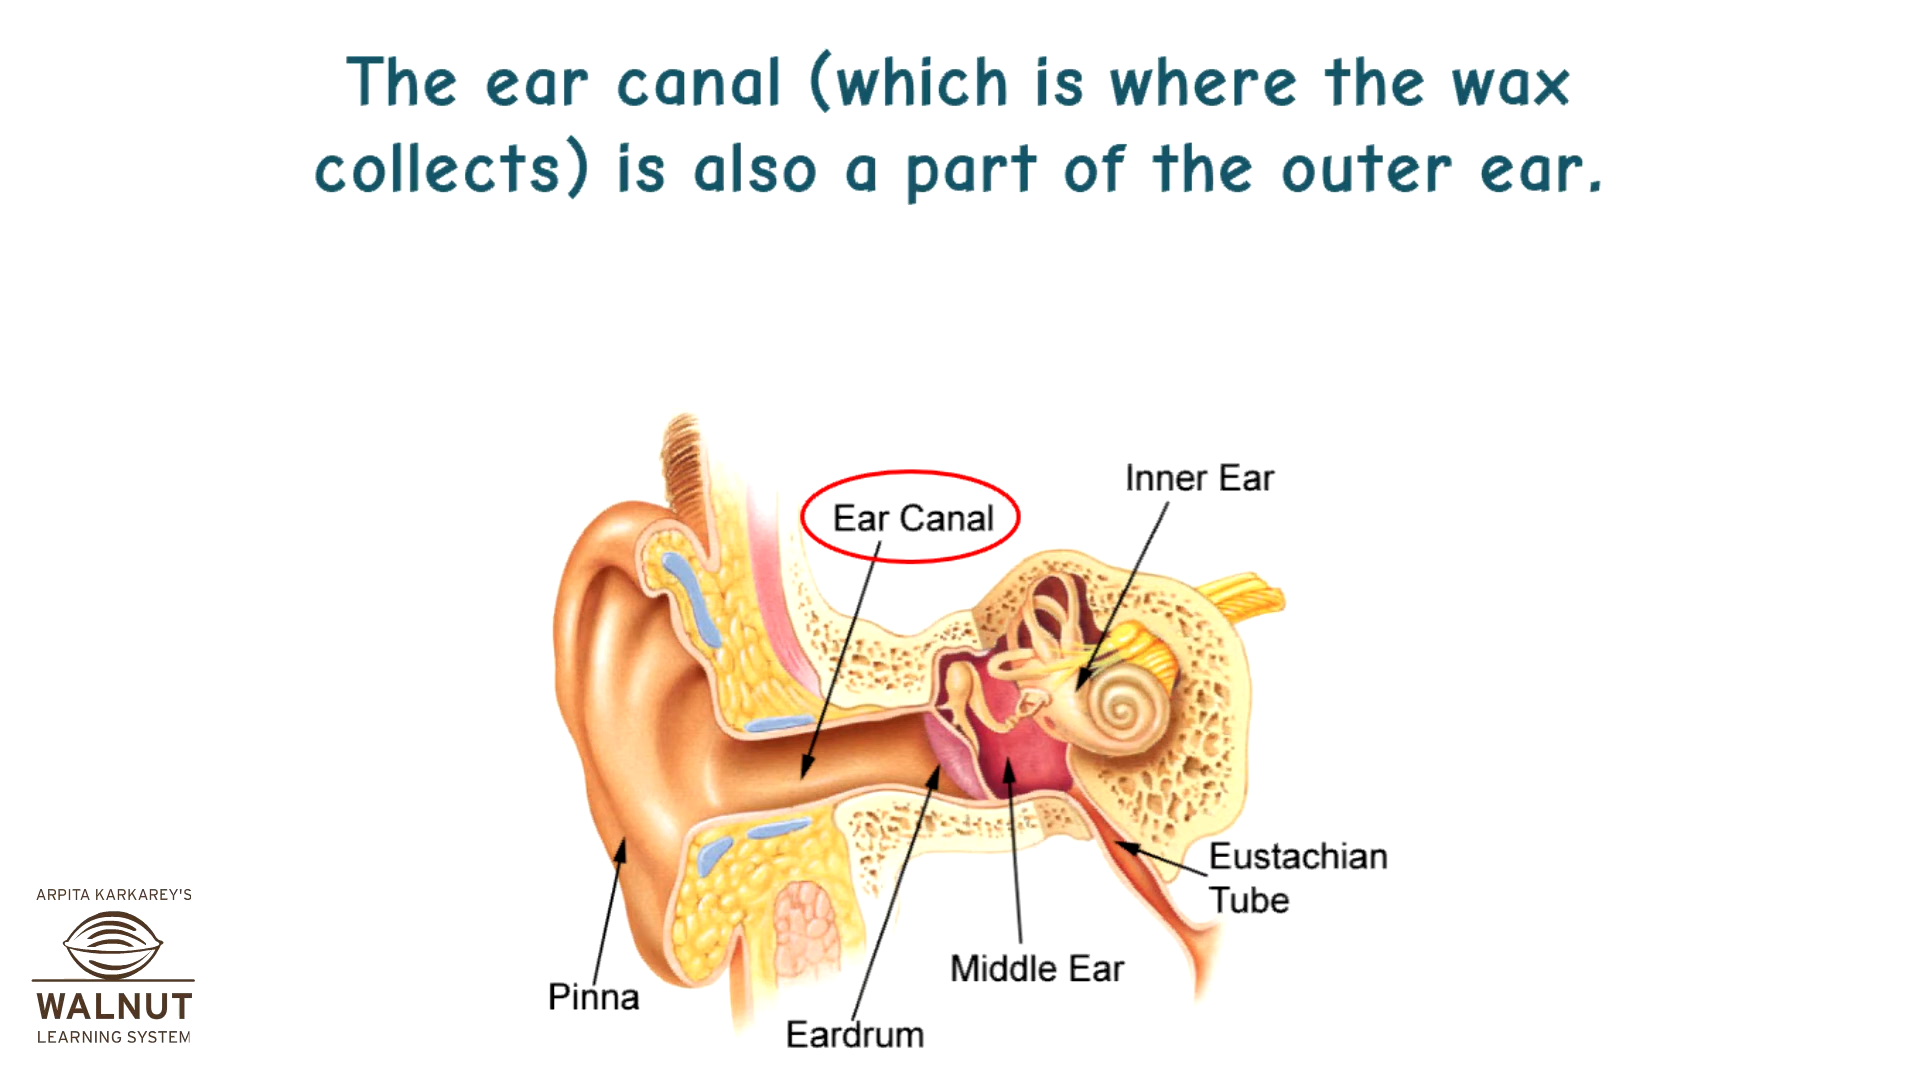 The ear canal (which is where the wax
collects) is also a part of the outer ear.
Inner Ear
Ear Canal
Eustachian
Tube
Middle Ear
Pinna
Eardrum
ARPITA KARKAREY'S
WALNUT
LEARNING SYSTEM